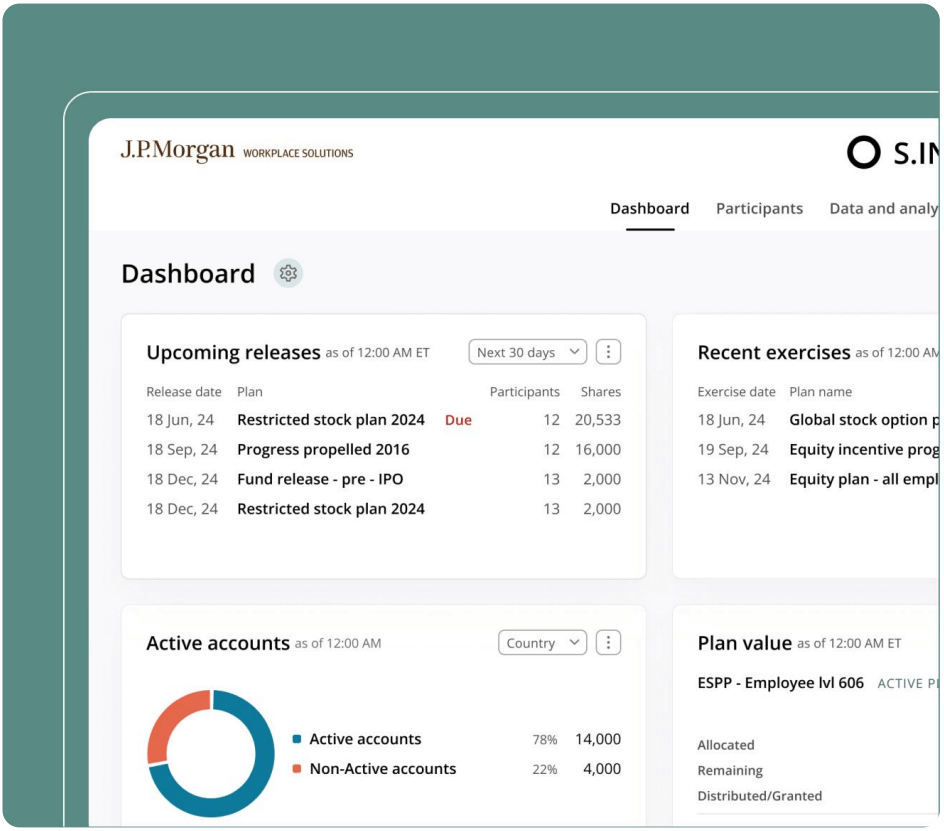 J.P.Morgan WORKPLACE SOLUTIONS
S.IN
Dashboard Participants Data and analy
Dashboard
Upcoming releases as of 12:00 AM ET Next 30 days
Release date Plan Participants Shares
18 Jun, 24 Restricted stock plan 2024 Due 12 20,533
18 Sep, 24 Progress propelled 2016 12 16,000
18 Dec, 24 Fund release - pre - IPO 13 2,000
18 Dec, 24 Restricted stock plan 2024 13 2,000
Recent exercises as of 12:00 AM
Exercise date Plan name
18 Jun, 24 Global stock option p
19 Sep, 24 Equity incentive prog
13 Nov, 24 Equity plan - all empl
Active accounts as of 12:00 AM Country
Active accounts 78% 14,000
Non-Active accounts 22% 4,000
Plan value as of 12:00 AM ET
ESPP - Employee lvl 606 ACTIVE P
Allocated
Remaining
Distributed/Granted